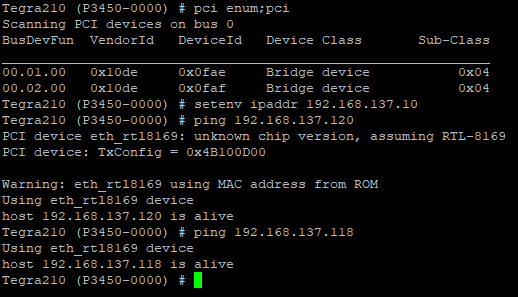 Tegra210 (P3450-0000) # pci enum;pci
Scanning PCI devices on bus 0
BusDevFun  VendorId   DeviceId   Device Class       Sub-Class
_____________________________________________________________
00.01.00   0x10de     0x0fae     Bridge device           0x04
00.02.00   0x10de     0x0faf     Bridge device           0x04
Tegra210 (P3450-0000) # setenv ipaddr 192.168.137.10
Tegra210 (P3450-0000) # ping 192.168.137.120
PCI device eth_rtl8169: unknown chip version, assuming RTL-8169
PCI device: TxConfig = 0x4B100D00

Warning: eth_rtl8169 using MAC address from ROM
Using eth_rtl8169 device
host 192.168.137.120 is alive
Tegra210 (P3450-0000) # ping 192.168.137.118
Using eth_rtl8169 device
host 192.168.137.118 is alive
Tegra210 (P3450-0000) #